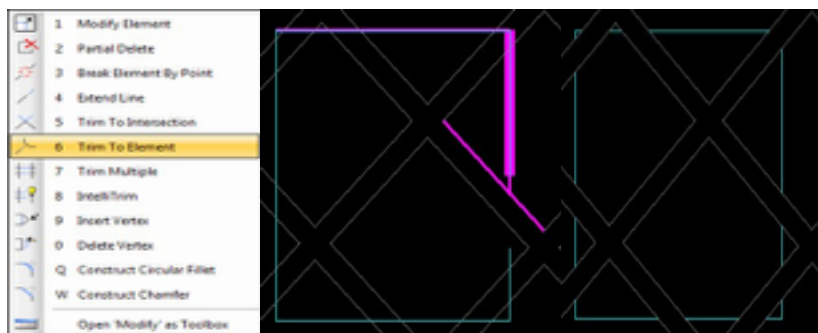 1 Modify Element
2 Partial Delete
3 Break Element By Point
4 Extend Line
5 Trim To Intersection
6 Trim To Element
7 Trim Multiple
8 IntelliTrim
9 Insert Vertex
0 Delete Vertex
Q Construct Circular Fillet
W Construct Chamfer
Open 'Modify' as Toolbox